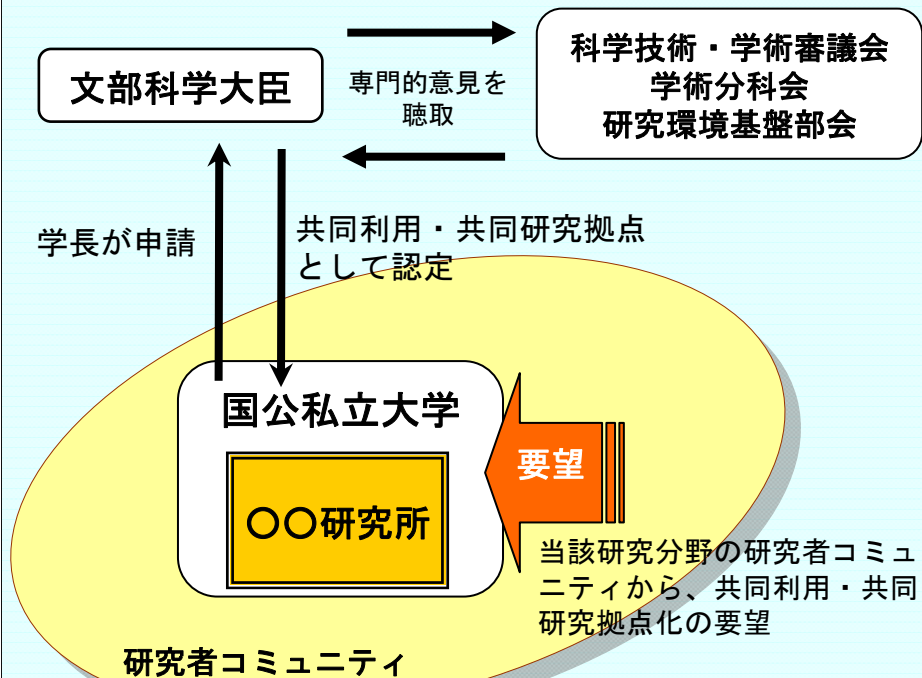 文部科学大臣
専門的意見を
聴取
科学技術・学術審議会
学術分科会
研究環境基盤部会
学長が申請
共同利用・共同研究拠点
として認定
国公私立大学
〇〇研究所
要望
当該研究分野の研究者コミュ
ニティから、共同利用・共同
研究拠点化の要望
研究者コミュニティ